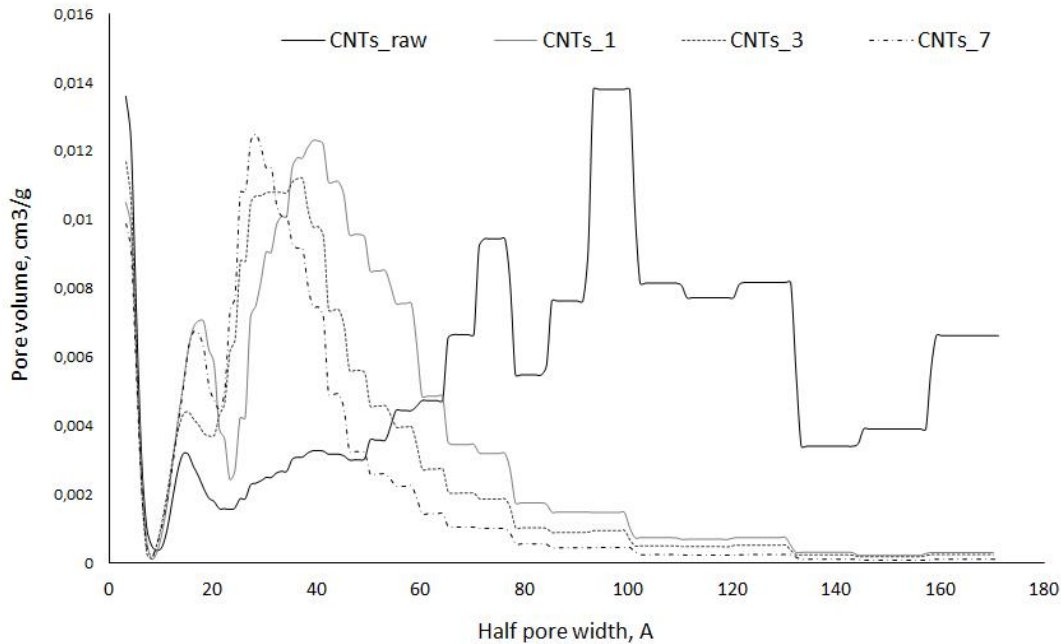 0,016
CNTs_raw CNTs_1 CNTs_3 CNTs_7
0,014
0,012
0,01
0,008
0,006
0,004
0,002
0
Pore volume, cm3/g
0 20 40 60 80 100 120 140 160 180
Half pore width, A